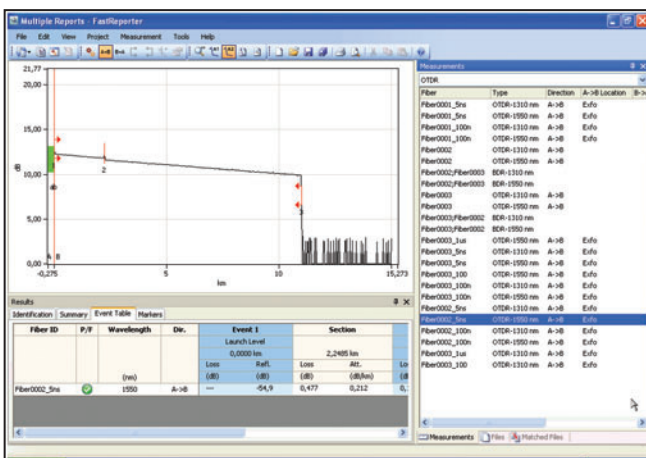 Multiple Reports - FastReporter
File Edit View Project Measurement Tools Help
21,77
15,00
10,00
5,00
0,00
dB
-0,275 5 10 15,273
km
2
3
A B
Measurements
OTDR
Fiber Type Direction A->B Location B->
Fiber0001_5ns OTDR-1310 nm A->B Exfo
Fiber0001_5ns OTDR-1550 nm A->B Exfo
Fiber0001_100n OTDR-1310 nm A->B Exfo
Fiber0001_100n OTDR-1550 nm A->B Exfo
Fiber0002 OTDR-1310 nm A->B
Fiber0002 OTDR-1550 nm A->B
Fiber0002;Fiber0003 BDR-1310 nm
Fiber0002;Fiber0003 BDR-1550 nm
Fiber0003 OTDR-1310 nm A->B
Fiber0003 OTDR-1550 nm A->B
Fiber0003;Fiber0002 BDR-1310 nm
Fiber0003;Fiber0002 BDR-1550 nm
Fiber0003_1us OTDR-1550 nm A->B Exfo
Fiber0003_5ns OTDR-1310 nm A->B Exfo
Fiber0003_5ns OTDR-1550 nm A->B Exfo
Fiber0003_100 OTDR-1550 nm A->B Exfo
Fiber0003_100n OTDR-1310 nm A->B Exfo
Fiber0003_100n OTDR-1550 nm A->B Exfo
Fiber0002_5ns OTDR-1310 nm A->B Exfo
Fiber0002_5ns OTDR-1550 nm A->B Exfo
Fiber0002_100n OTDR-1310 nm A->B Exfo
Fiber0002_100n OTDR-1550 nm A->B Exfo
Fiber0003_1us OTDR-1310 nm A->B Exfo
Fiber0003_100 OTDR-1310 nm A->B Exfo
Measurements Files Matched Files
Results
Identification Summary Event Table Markers
Fiber ID P/F Wavelength Dir. Event 1 Section
Launch Level
0,0000 km 2,2485 km
Loss Refl. Loss Att.
(nm) (dB) (dB) (dB) (dB/km)
Fiber0002_5ns 1550 A->B --- -54,9 0,477 0,212